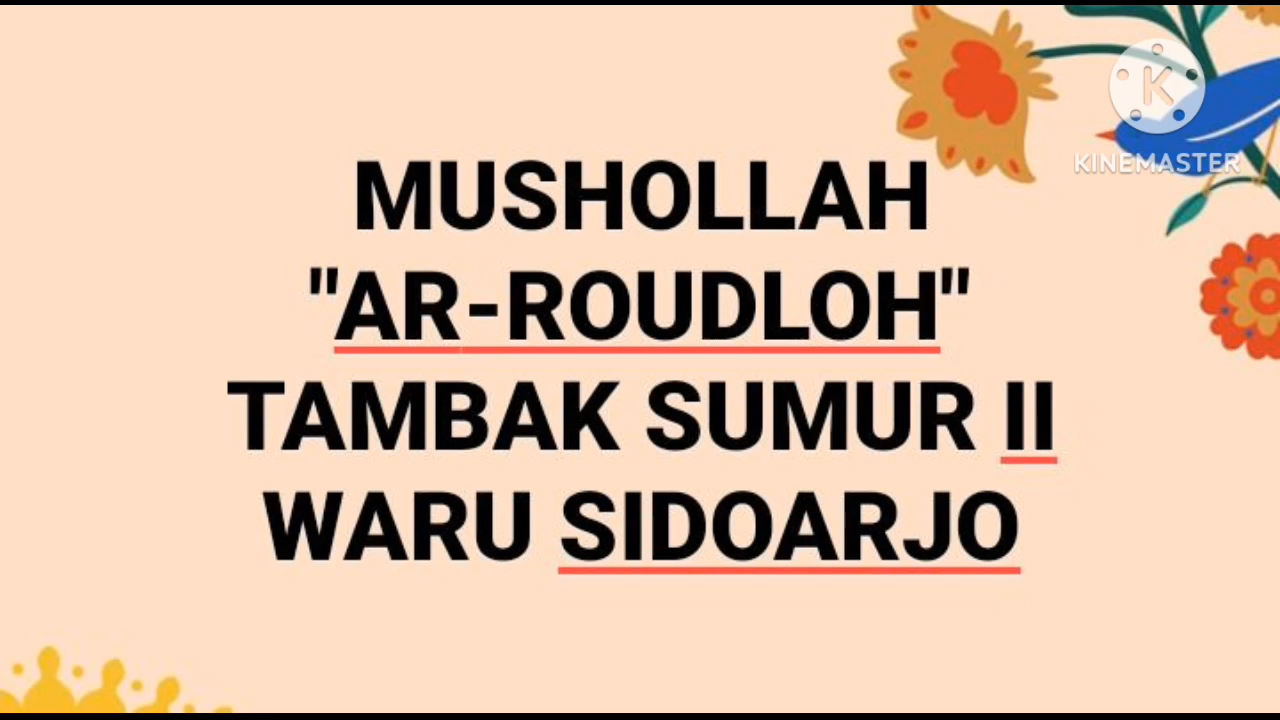 MUSHOLLAH
"AR-ROUDLOH"
TAMBAK SUMUR II
WARU SIDOARJO
K
KINEMASTER